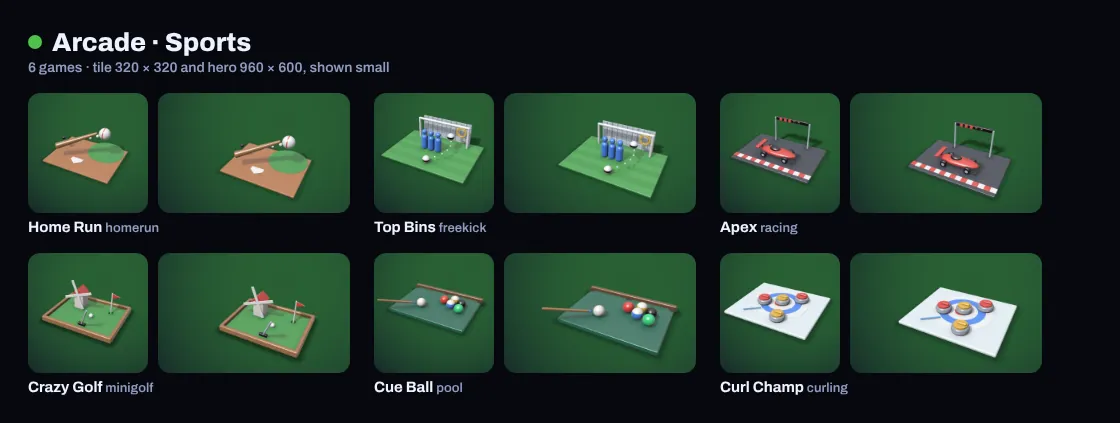 Arcade · Sports
6 games · tile 320 × 320 and hero 960 × 600, shown small
Home Run homerun
Top Bins freekick
Apex racing
Crazy Golf minigolf
Cue Ball pool
Curl Champ curling